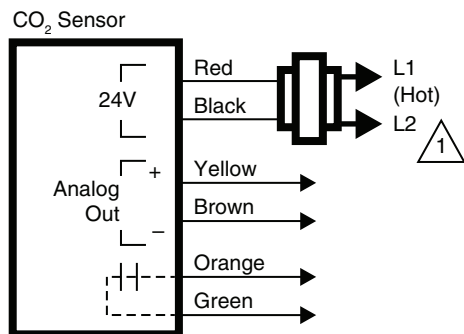 CO₂ Sensor
Red
24V
Black
L1
(Hot)
L2
1
+
Yellow
Analog
Out
Brown
–
Orange
Green